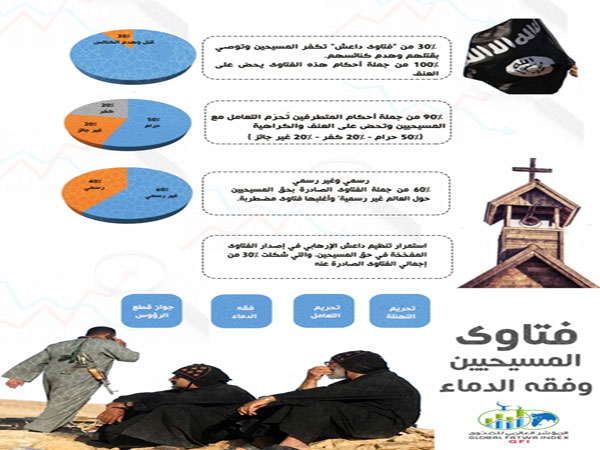 30% من "فتاوى داعش" تكفر المسيحيين وتوصي
بقتلهم وهدم كنائسهم.
100% من جملة أحكام هذه الفتاوى يحض على
العنف
30%
قتل وهدم الكنائس
90% من جملة أحكام المتطرفين تُحرّم التعامل مع
المسيحيين وتحض على العنف والكراهية
(50% حرام - 20% كفر - 20% غير جائز )
20%
كفر
20%
غير جائز
50%
حرام
رسمي وغير رسمي
60% من جملة الفتاوى الصادرة بحق المسيحيين
حول العالم غير رسمية" وأغلبها فتاوى مضطربة.
40%
رسمي
60%
غير رسمي
استمرار تنظيم داعش الإرهابي في إصدار الفتاوى
المفخخة في حق المسيحيين. والتي شكلت 30% من
إجمالي الفتاوى الصادرة عنه
تحريم
التهنئة
تحريم
التعامل
فقه
الدماء
جواز قطع
الرؤوس
فتاوى
المسيحيين
وفقه الدماء
المؤشر العالمي للفتوى
GLOBAL FATWA INDEX
GFI